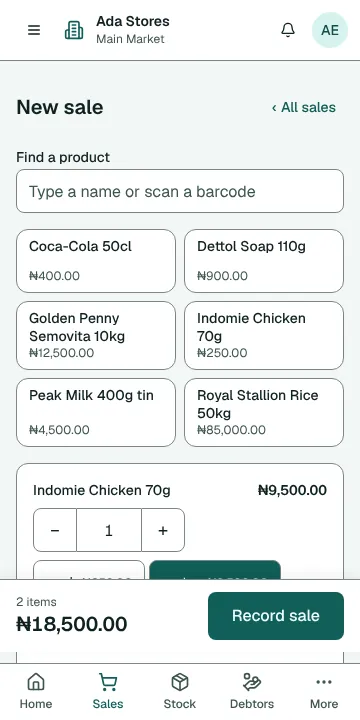 Ada Stores
Main Market
AE
New sale
‹ All sales
Find a product
Type a name or scan a barcode
Coca-Cola 50cl
₦400.00
Dettol Soap 110g
₦900.00
Golden Penny
Semovita 10kg
₦12,500.00
Indomie Chicken
70g
₦250.00
Peak Milk 400g tin
₦4,500.00
Royal Stallion Rice
50kg
₦85,000.00
Indomie Chicken 70g
₦9,500.00
− 1 +
2 items
₦18,500.00
Record sale
Home
Sales
Stock
Debtors
More